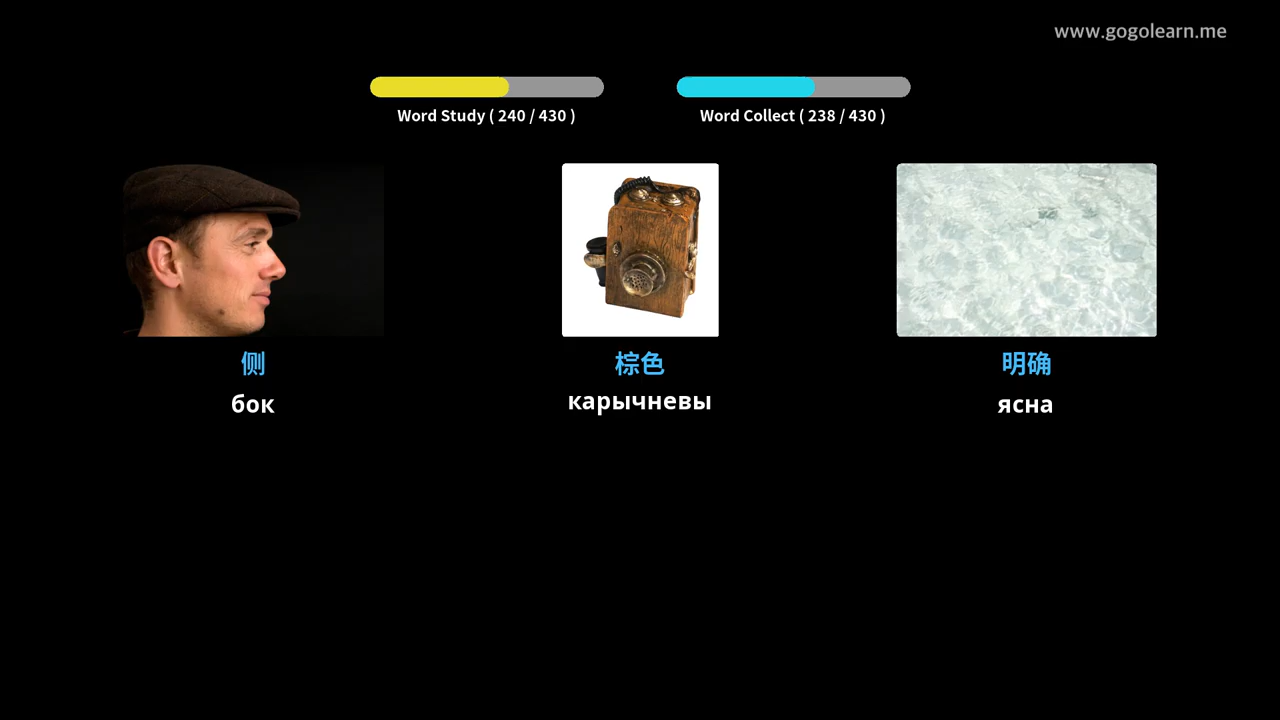 www.gogolearn.me
Word Study ( 240 / 430 )
Word Collect ( 238 / 430 )
侧
棕色
明确
бок
карычневы
ясна